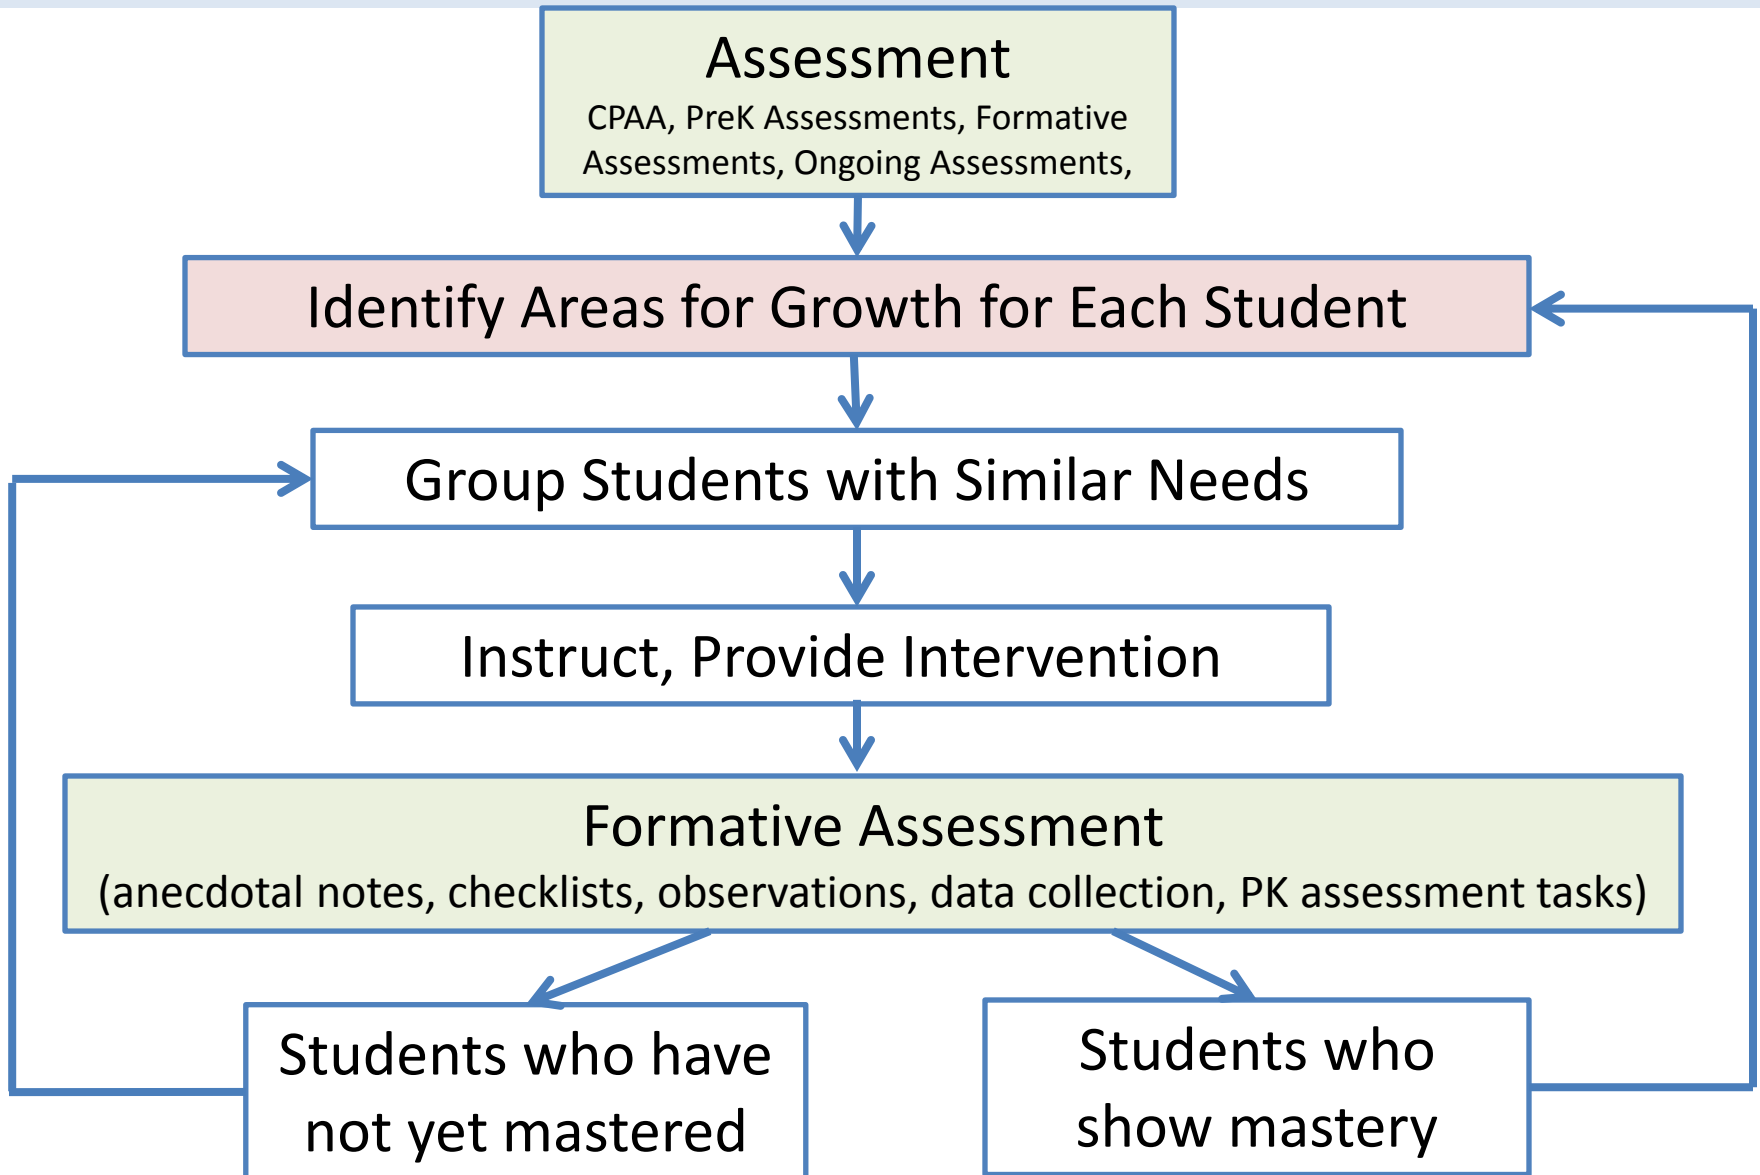 Assessment
CPAA, PreK Assessments, Formative
Assessments, Ongoing Assessments,
Identify Areas for Growth for Each Student
Group Students with Similar Needs
Instruct, Provide Intervention
Formative Assessment
(anecdotal notes, checklists, observations, data collection, PK assessment tasks)
Students who have
not yet mastered
Students who
show mastery